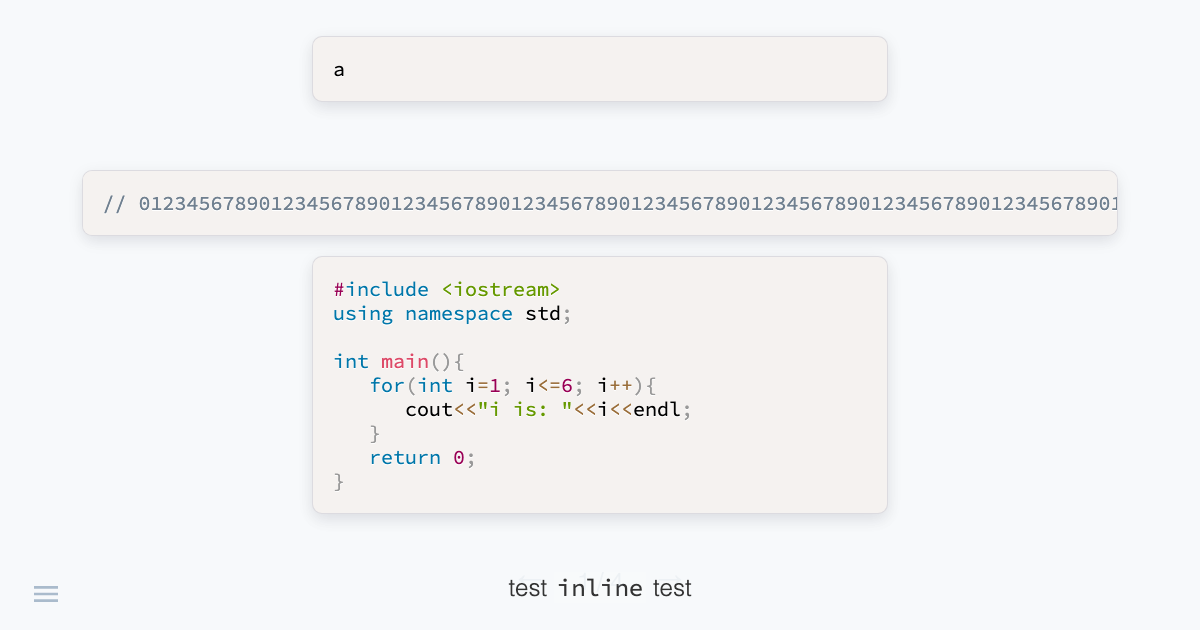 a
// 0123456789012345678901234567890123456789012345678901234567890123456789012345678901
#include <iostream>
using namespace std;
int main(){
for(int i=1; i<=6; i++){
cout<<"i is: "<<i<<endl;
}
return 0;
}
test inline test